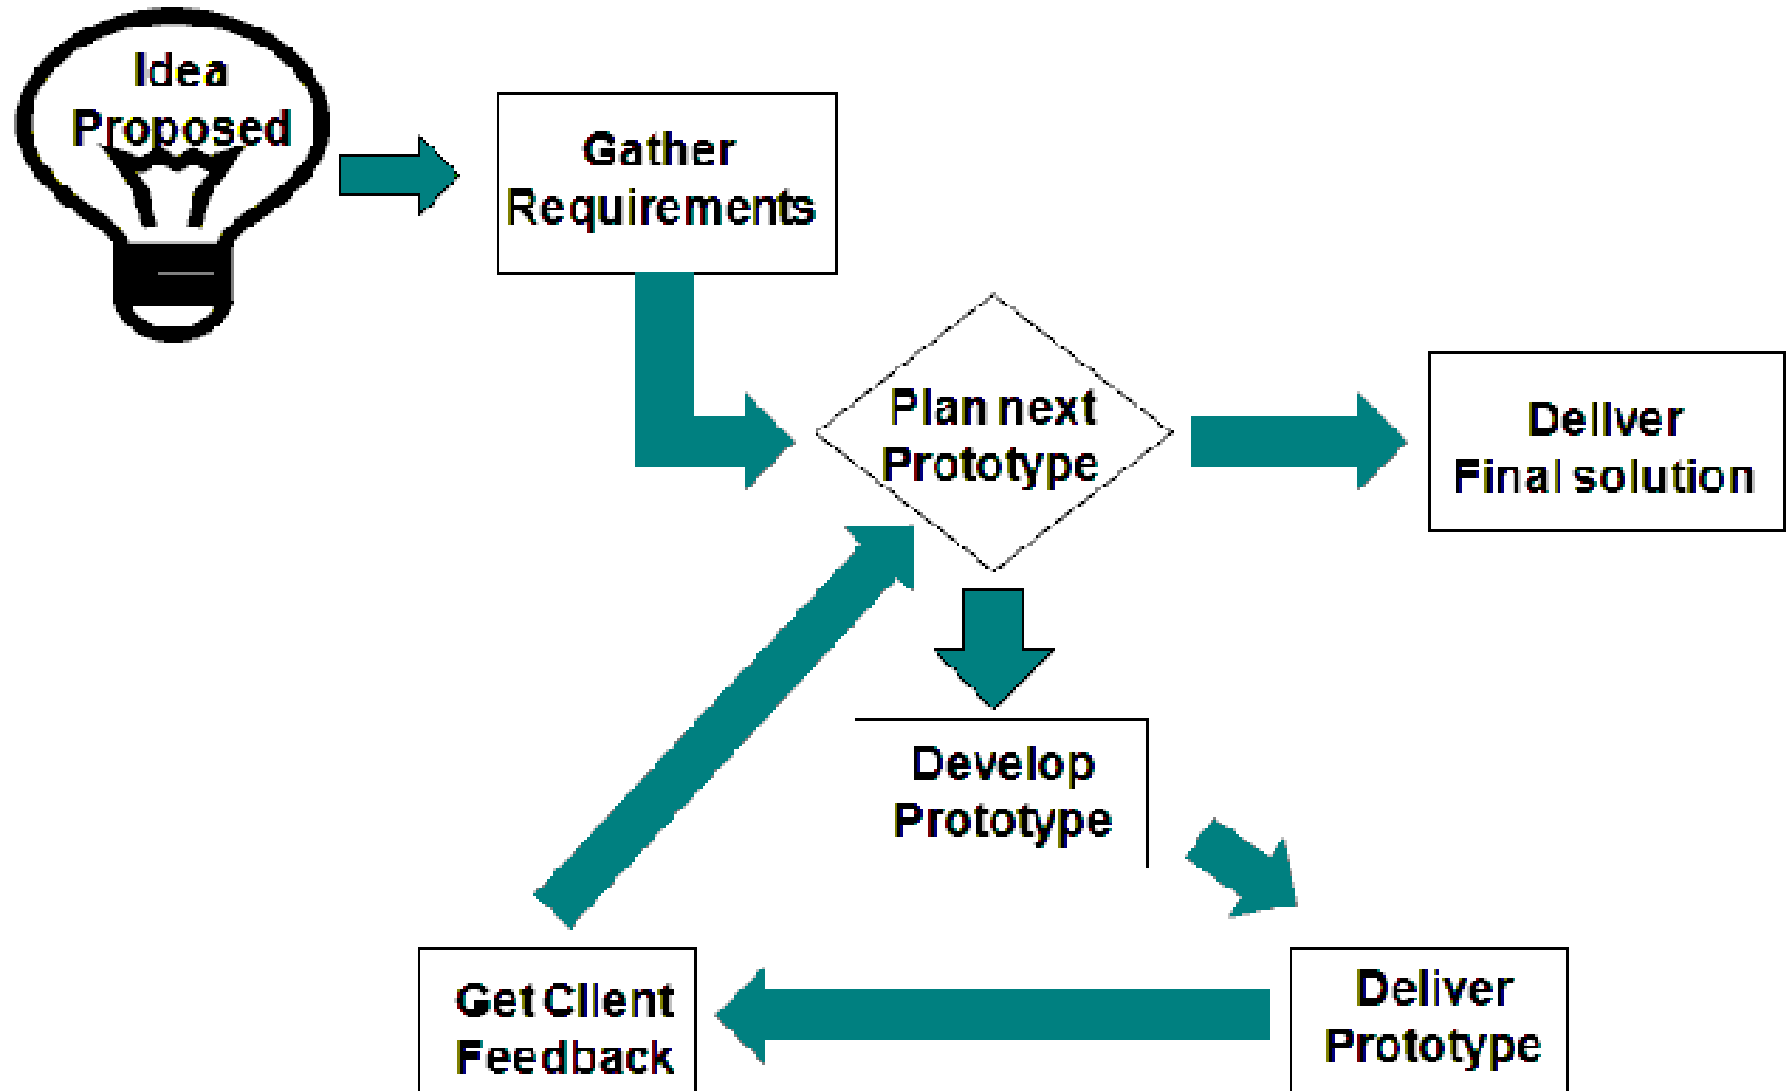 Idea
Proposed
Gather
Requirements
Plan next
Prototype
Deliver
Final solution
Develop
Prototype
Deliver
Prototype
Get Client
Feedback